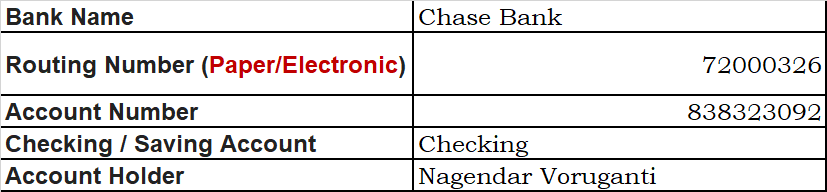 Bank Name Chase Bank
Routing Number (Paper/Electronic) 72000326
Account Number 838323092
Checking / Saving Account Checking
Account Holder Nagendar Voruganti